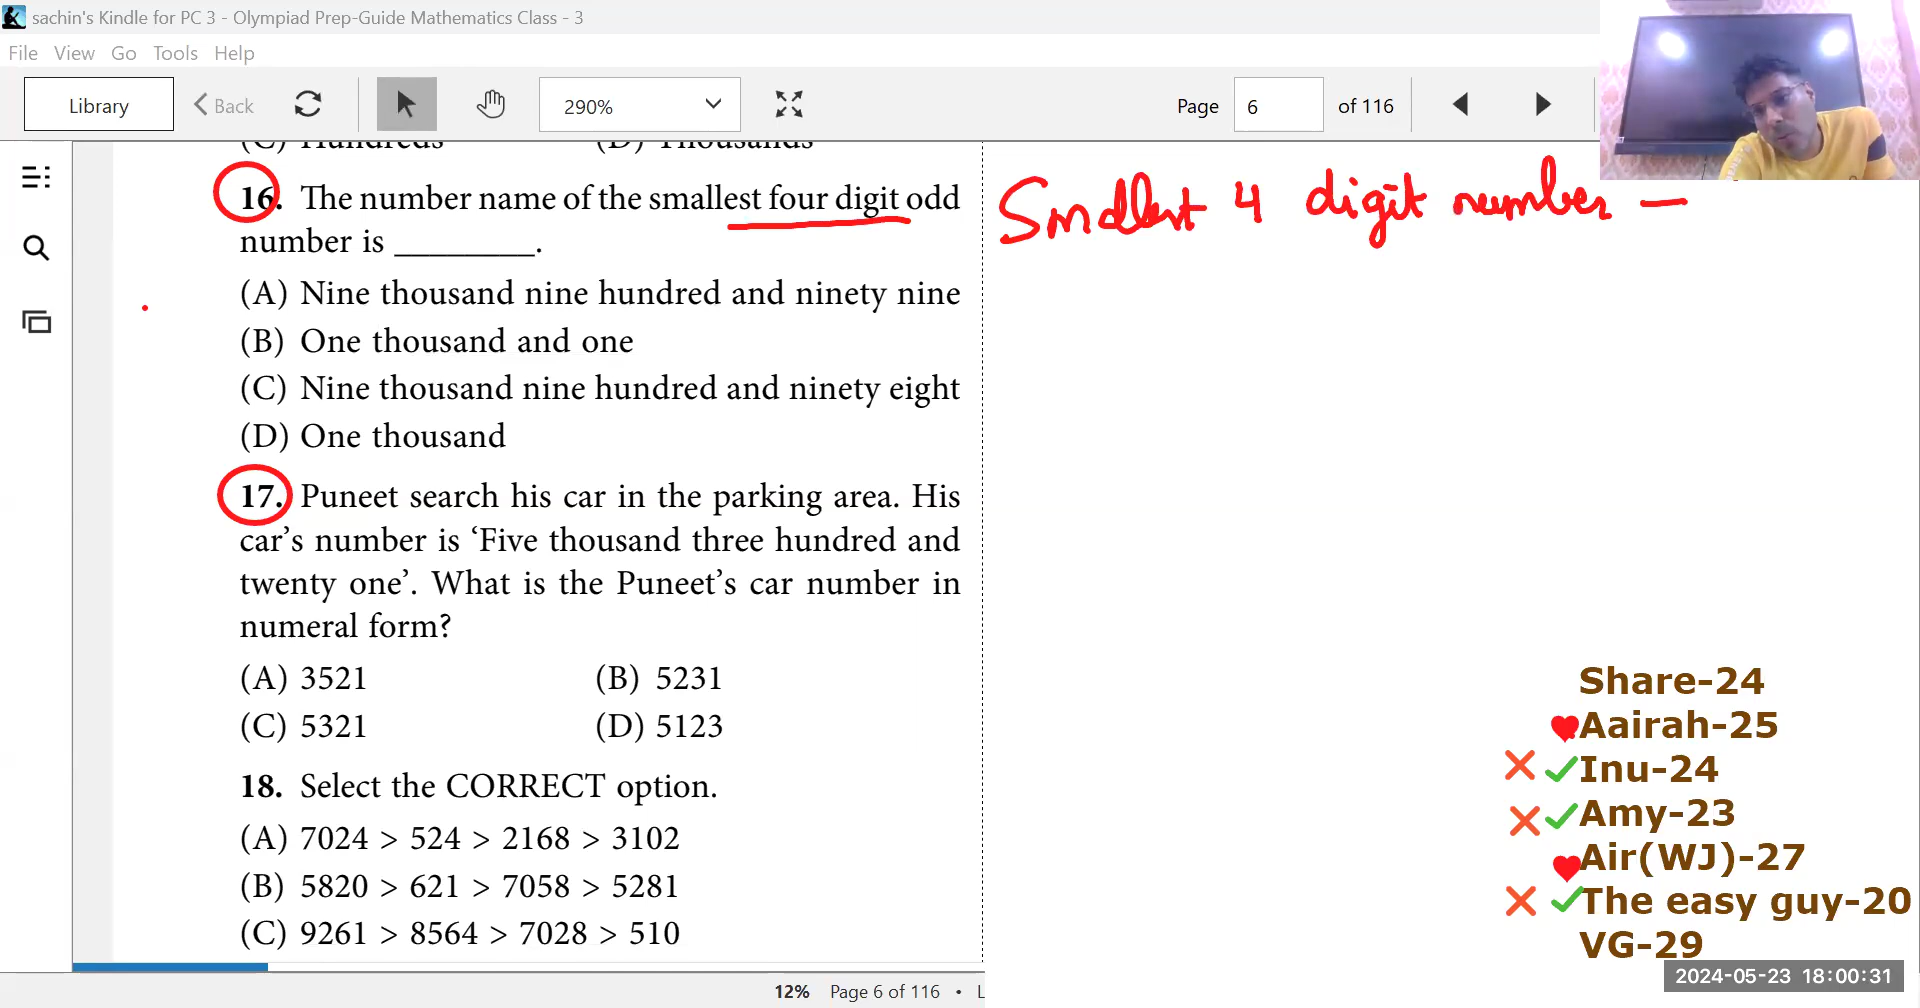 sachin's Kindle for PC 3 - Olympiad Prep-Guide Mathematics Class - 3
File View Go Tools Help
Library Back 290% Page 6 of 116
(C) Hundreds (D) Thousands
16. The number name of the smallest four digit odd
number is ________.
(A) Nine thousand nine hundred and ninety nine
(B) One thousand and one
(C) Nine thousand nine hundred and ninety eight
(D) One thousand
17. Puneet search his car in the parking area. His
car’s number is ‘Five thousand three hundred and
twenty one’. What is the Puneet’s car number in
numeral form?
(A) 3521 (B) 5231
(C) 5321 (D) 5123
18. Select the CORRECT option.
(A) 7024 > 524 > 2168 > 3102
(B) 5820 > 621 > 7058 > 5281
(C) 9261 > 8564 > 7028 > 510
12% Page 6 of 116 • L
Smallest 4 digit number —
Share-24
Aairah-25
Inu-24
Amy-23
Air(WJ)-27
The easy guy-20
VG-29
2024-05-23 18:00:31